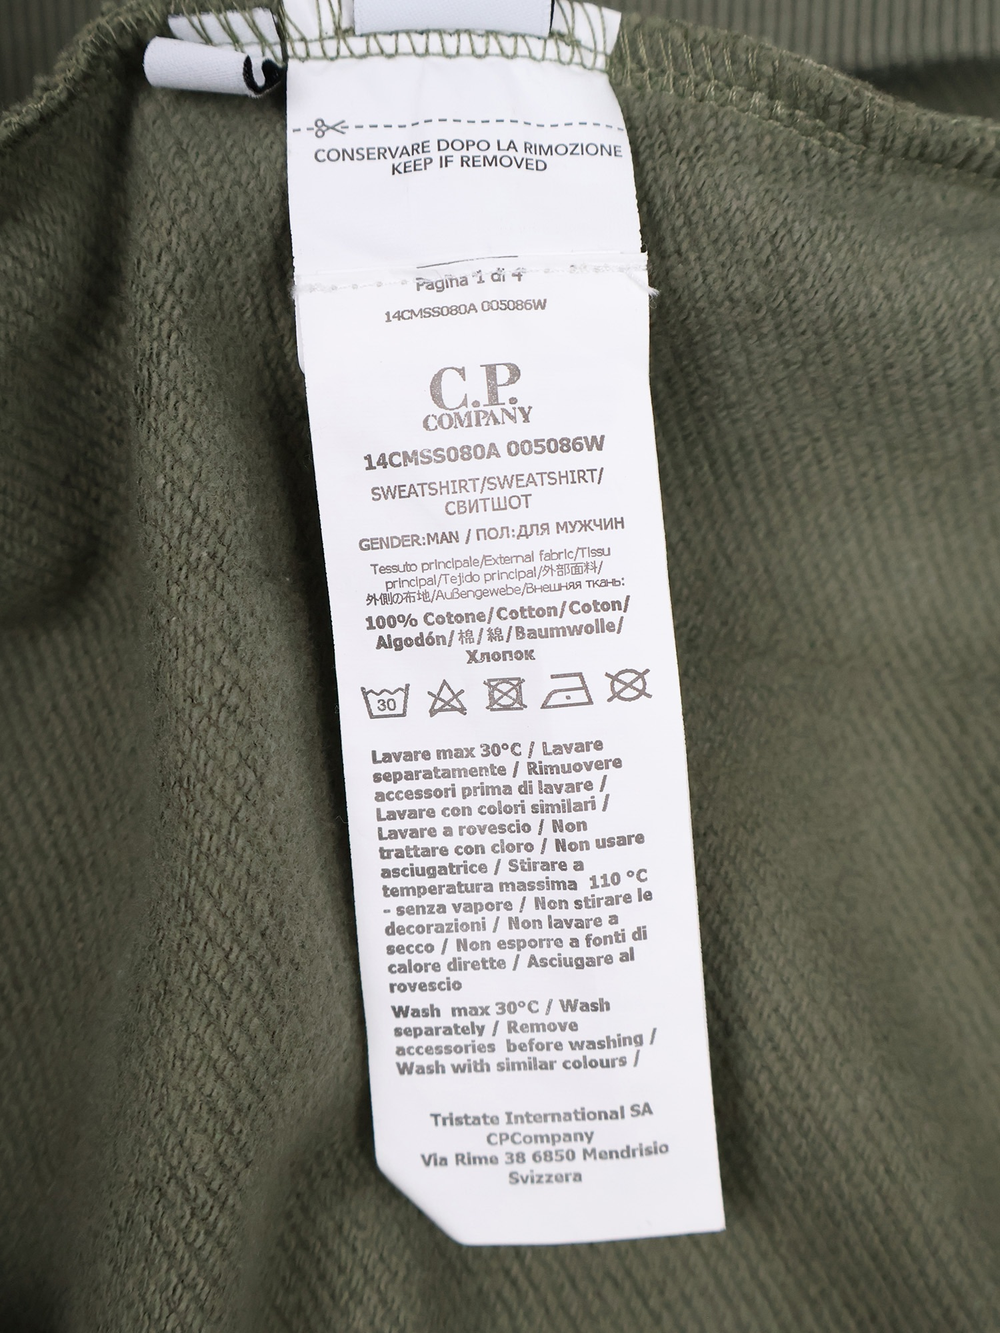 CONSERVARE DOPO LA RIMOZIONE
KEEP IF REMOVED
Pagina 1 di 4
14CMSS080A 005086W
C.P.
COMPANY
14CMSS080A 005086W
SWEATSHIRT/SWEATSHIRT/
СВИТШОТ
GENDER:MAN / ПОЛ:ДЛЯ МУЖЧИН
Tessuto principale/External fabric/Tissu
principal/Tejido principal/外部面料/
外側の布地/Außengewebe/Внешняя ткань:
100% Cotone/Cotton/Coton/
Algodón/棉/綿/Baumwolle/
Хлопок
30
Lavare max 30°C / Lavare
separatamente / Rimuovere
accessori prima di lavare /
Lavare con colori similari /
Lavare a rovescio / Non
trattare con cloro / Non usare
asciugatrice / Stirare a
temperatura massima 110 °C
- senza vapore / Non stirare le
decorazioni / Non lavare a
secco / Non esporre a fonti di
calore dirette / Asciugare al
rovescio
Wash max 30°C / Wash
separately / Remove
accessories before washing /
Wash with similar colours /
Tristate International SA
CPCompany
Via Rime 38 6850 Mendrisio
Svizzera